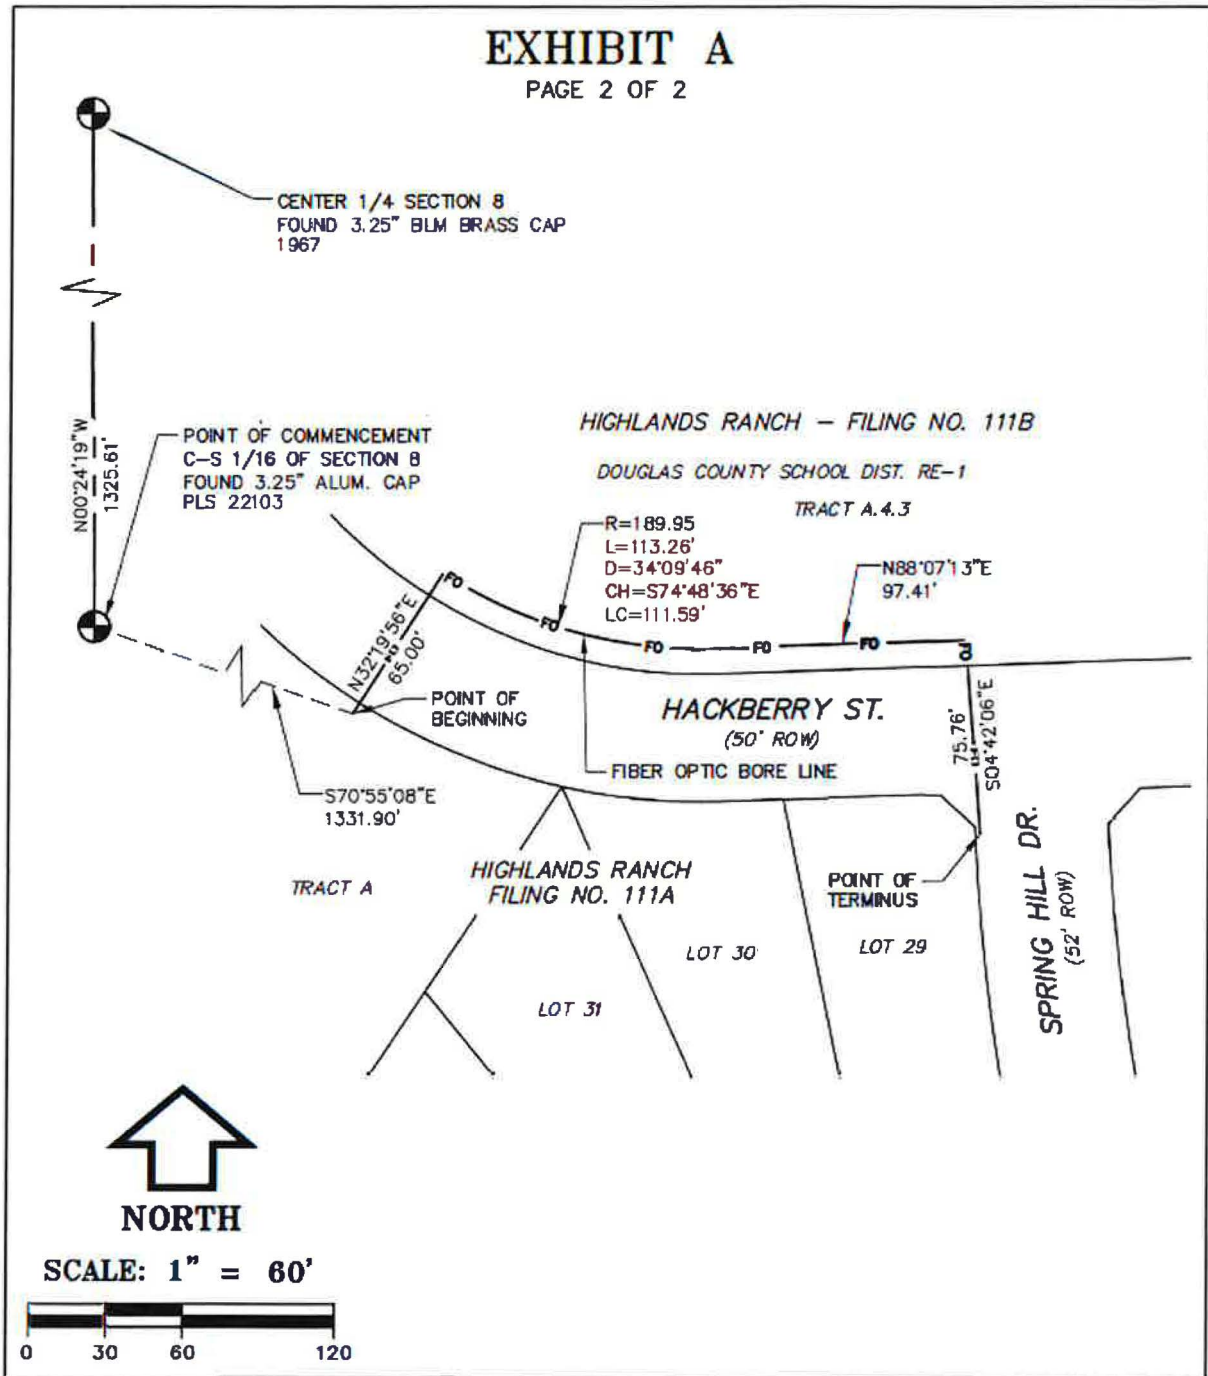 EXHIBIT A
PAGE 2 OF 2
CENTER 1/4 SECTION 8
FOUND 3.25" BLM BRASS CAP
1967
N00°24'19"W
1325.61'
POINT OF COMMENCEMENT
C-S 1/16 OF SECTION 8
FOUND 3.25" ALUM. CAP
PLS 22103
HIGHLANDS RANCH - FILING NO. 111B
DOUGLAS COUNTY SCHOOL DIST. RE-1
TRACT A.4.3
R=189.95
L=113.26'
D=34°09'46"
CH=S74°48'36"E
LC=111.59'
N88°07'13"E
97.41'
FO
FO
FO
FO
FO
FO
FO
N32°19'56"E
65.00'
POINT OF
BEGINNING
HACKBERRY ST.
(50' ROW)
FIBER OPTIC BORE LINE
75.76'
S04°42'06"E
S70°55'08"E
1331.90'
TRACT A
HIGHLANDS RANCH
FILING NO. 111A
POINT OF
TERMINUS
LOT 29
LOT 30
LOT 31
SPRING HILL DR.
(52' ROW)
NORTH
SCALE: 1" = 60'
0 30 60 120